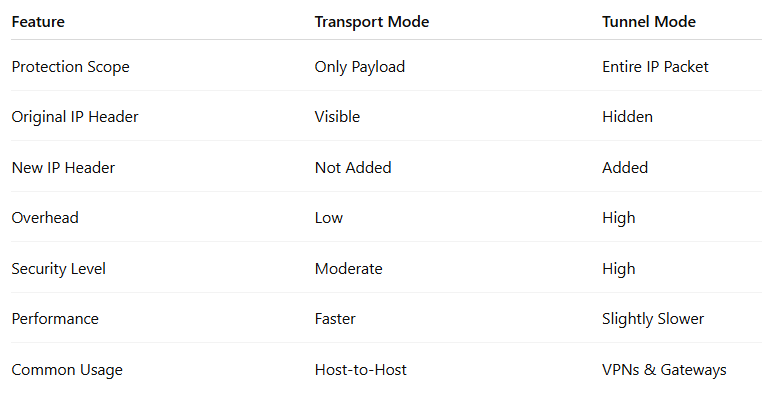 Feature Transport Mode Tunnel Mode
Protection Scope Only Payload Entire IP Packet
Original IP Header Visible Hidden
New IP Header Not Added Added
Overhead Low High
Security Level Moderate High
Performance Faster Slightly Slower
Common Usage Host-to-Host VPNs & Gateways